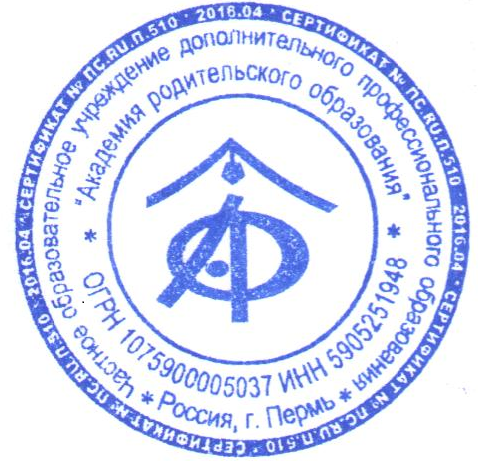 СЕРТИФИКАТ № ПС.RU.П.510 · 2016.04 · СЕРТИФИКАТ № ПС.RU.П.510 · 2016.04 · СЕРТИФИКАТ № ПС.RU.П.510 · 2016.04 · СЕРТИФИКАТ № ПС.RU.П.510 · 2016.04
Частное образовательное учреждение дополнительного профессионального образования
* Россия, г. Пермь *
"Академия родительского образования"
* ОГРН 1075900005037 ИНН 5905251948 *